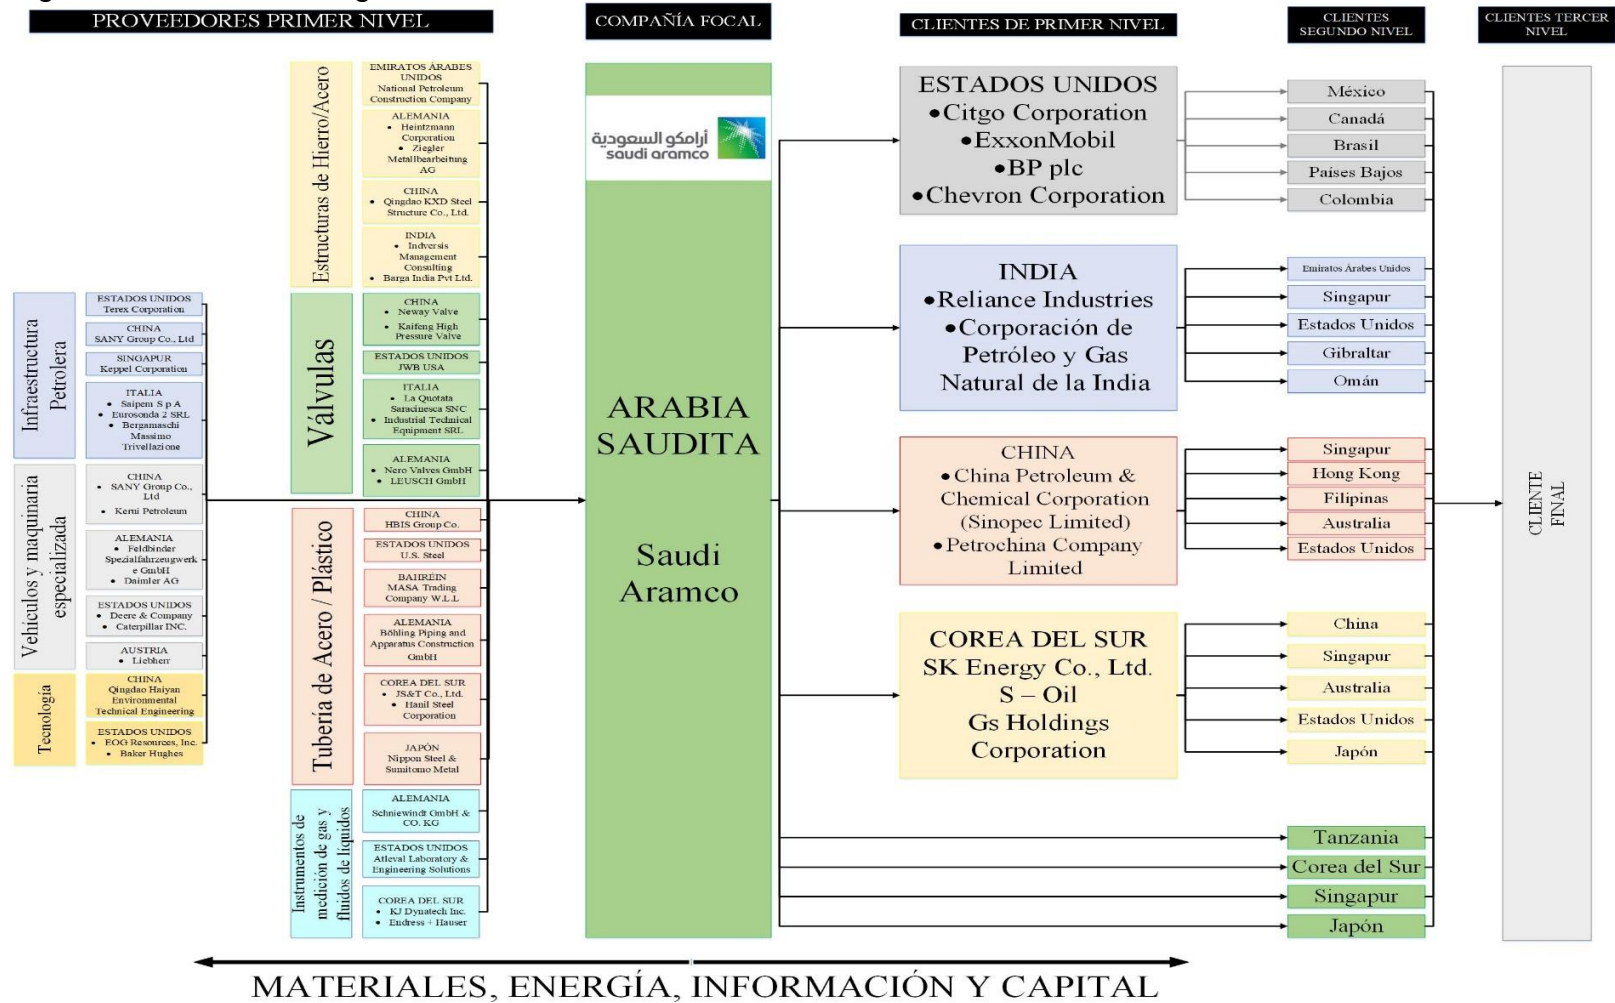 PROVEEDORES PRIMER NIVEL
COMPAÑÍA FOCAL
CLIENTES DE PRIMER NIVEL
CLIENTES
SEGUNDO NIVEL
CLIENTES TERCER
NIVEL
Infraestructura
Petrolera
ESTADOS UNIDOS
Terex Corporation
CHINA
SANY Group Co., Ltd
SINGAPUR
Keppel Corporation
ITALIA
• Saipem S p A
• Eurosonda 2 SRL
• Bergamaschi
Massimo
Trivellazione
Vehículos y maquinaria
especializada
CHINA
• SANY Group Co.,
Ltd
• Kerui Petroleum
ALEMANIA
• Feldbinder
Spezialfahrzeugwerk
e GmbH
• Daimler AG
ESTADOS UNIDOS
• Deere & Company
• Caterpillar INC.
AUSTRIA
• Liebherr
Tecnología
CHINA
Qingdao Haiyan
Environmental
Technical Engineering
ESTADOS UNIDOS
• EOG Resources, Inc.
• Baker Hughes
Estructuras de Hierro/Acero
EMIRATOS ÁRABES
UNIDOS
National Petroleum
Construction Company
ALEMANIA
• Heintzmann
Corporation
• Ziegler
Metallbearbeitung
AG
CHINA
• Qingdao KXD Steel
Structure Co., Ltd.
INDIA
• Indversis
Management
Consulting
• Barga India Pvt Ltd.
Válvulas
CHINA
• Neway Valve
• Kaifeng High
Pressure Valve
ESTADOS UNIDOS
JWB USA
ITALIA
• La Quotata
Saracinesca SNC
• Industrial Technical
Equipment SRL
ALEMANIA
• Nero Valves GmbH
• LEUSCH GmbH
Tubería de Acero / Plástico
CHINA
HBIS Group Co.
ESTADOS UNIDOS
U.S. Steel
BAHRÉIN
MASA Trading
Company W.L.L
ALEMANIA
Böhling Piping and
Apparatus Construction
GmbH
COREA DEL SUR
• JS&T Co., Ltd.
• Hanil Steel
Corporation
JAPÓN
Nippon Steel &
Sumitomo Metal
Instrumentos de
medición de gas y
fluidos de líquidos
ALEMANIA
Schniewindt GmbH &
CO. KG
ESTADOS UNIDOS
Atleval Laboratory &
Engineering Solutions
COREA DEL SUR
• KJ Dynatech Inc.
• Endress + Hauser
أرامكو السعودية
saudi aramco
ARABIA
SAUDITA
Saudi
Aramco
ESTADOS UNIDOS
•Citgo Corporation
•ExxonMobil
•BP plc
•Chevron Corporation
México
Canadá
Brasil
Países Bajos
Colombia
INDIA
•Reliance Industries
•Corporación de
Petróleo y Gas
Natural de la India
Emiratos Árabes Unidos
Singapur
Estados Unidos
Gibraltar
Omán
CHINA
•China Petroleum &
Chemical Corporation
(Sinopec Limited)
•Petrochina Company
Limited
Singapur
Hong Kong
Filipinas
Australia
Estados Unidos
COREA DEL SUR
SK Energy Co., Ltd.
S – Oil
Gs Holdings
Corporation
China
Singapur
Australia
Estados Unidos
Japón
Tanzania
Corea del Sur
Singapur
Japón
CLIENTE
FINAL
MATERIALES, ENERGÍA, INFORMACIÓN Y CAPITAL